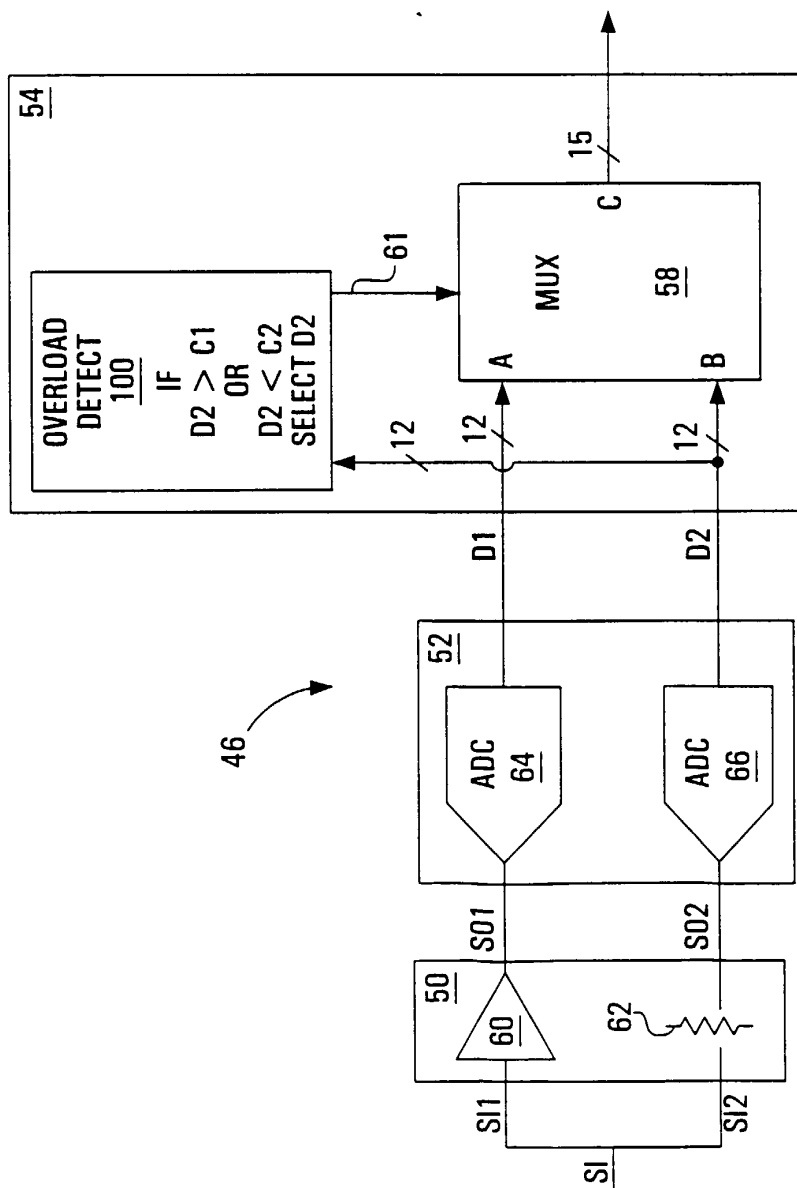 46
SI
SI1
SI2
50
60
62
SO1
SO2
52
ADC
64
ADC
66
D1
D2
54
OVERLOAD
DETECT
100
IF
D2 > C1
OR
D2 < C2
SELECT D2
12
12
12
61
A
B
MUX
58
C
15